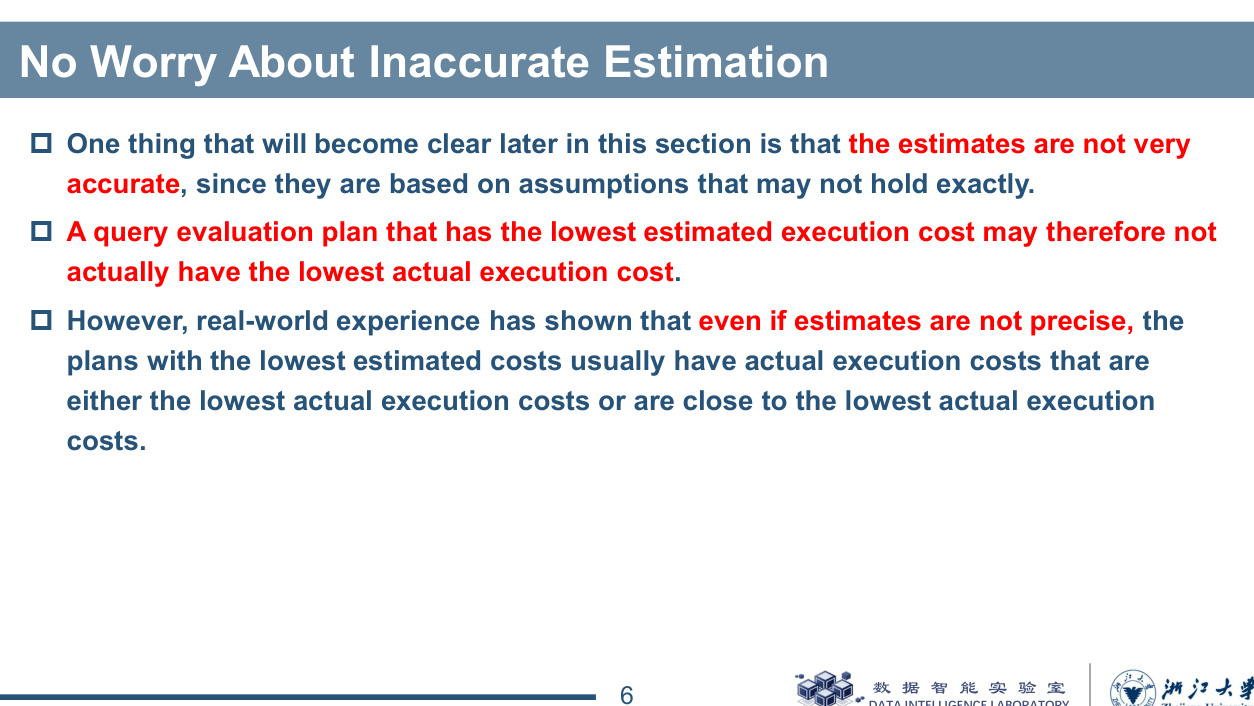 No Worry About Inaccurate Estimation
One thing that will become clear later in this section is that the estimates are not very
accurate, since they are based on assumptions that may not hold exactly.
A query evaluation plan that has the lowest estimated execution cost may therefore not
actually have the lowest actual execution cost.
However, real-world experience has shown that even if estimates are not precise, the
plans with the lowest estimated costs usually have actual execution costs that are
either the lowest actual execution costs or are close to the lowest actual execution
costs.
6
数据智能实验室
DATA INTELLIGENCE LABORATORY
浙江大学